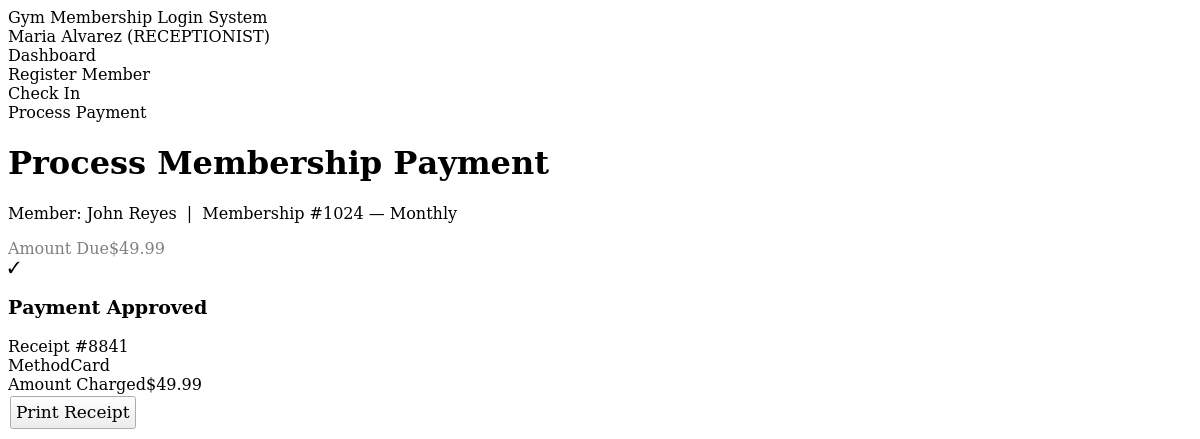 Gym Membership Login System
Maria Alvarez (RECEPTIONIST)
Dashboard
Register Member
Check In
Process Payment
Process Membership Payment
Member: John Reyes | Membership #1024 — Monthly
Amount Due$49.99
✓
Payment Approved
Receipt #8841
MethodCard
Amount Charged$49.99
Print Receipt